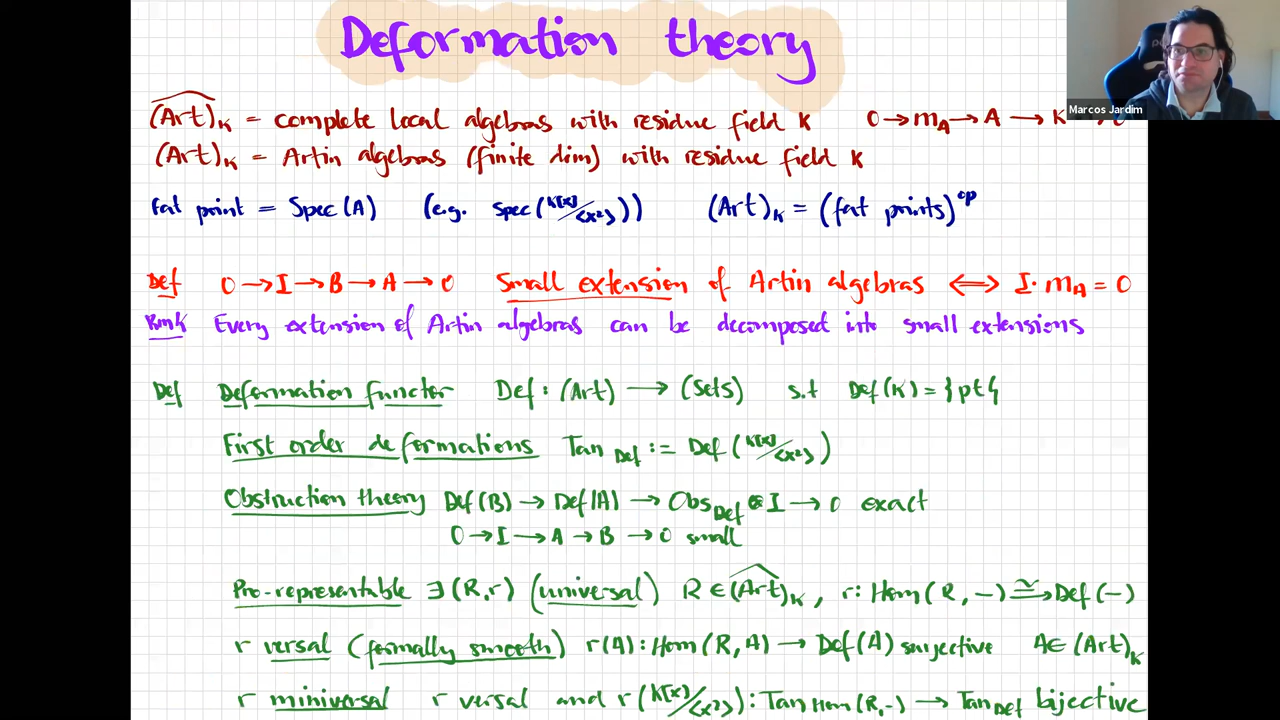 Deformation theory
Marcos Jardim
(Art)^_K = complete local algebras with residue field K 0 → m_A → A → K
(Art)_K = Artin algebras (finite dim) with residue field K
Fat point = Spec(A) (e.g. Spec(K[x]/<x²>)) (Art)_K = (fat points)^op
Def 0 → I → B → A → 0 Small extension of Artin algebras ⟺ I·m_A = 0
Rmk Every extension of Artin algebras can be decomposed into small extensions
Def Deformation functor Def : (Art) → (Sets) s.t Def(K) = {pt}
First order deformations Tan_Def := Def(K[x]/<x²>)
Obstruction theory Def(B) → Def(A) → Obs_Def ⊗ I → 0 exact
0 → I → A → B → 0 small
Pro-representable ∃(R,r) (universal) R ∈ (Art)^_K, r: Hom(R,-) ≅→ Def(-)
r versal (formally smooth) r(A): Hom(R,A) → Def(A) surjective A ∈ (Art)_K
r miniversal r versal and r(K[x]/<x²>): Tan_Hom(R,-) → Tan_Def bijective